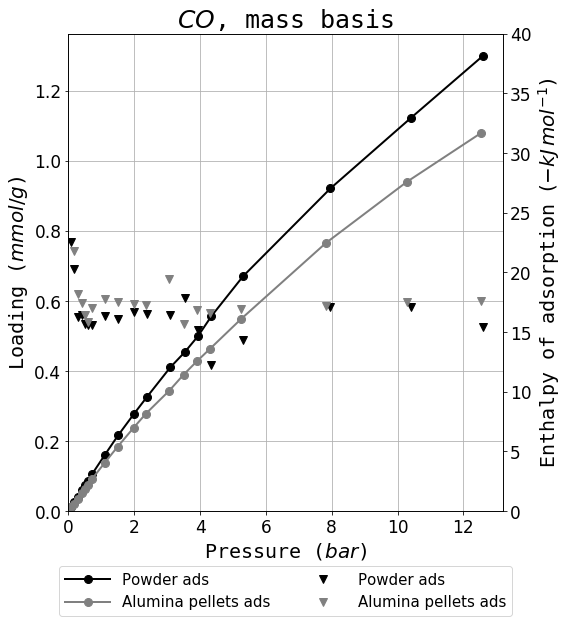 CO, mass basis
Loading (mmol/g)
1.2
1.0
0.8
0.6
0.4
0.2
0.0
0 2 4 6 8 10 12
Pressure (bar)
40
35
30
25
20
15
10
5
0
Enthalpy of adsorption (−kJ mol⁻¹)
Powder ads
Alumina pellets ads
Powder ads
Alumina pellets ads